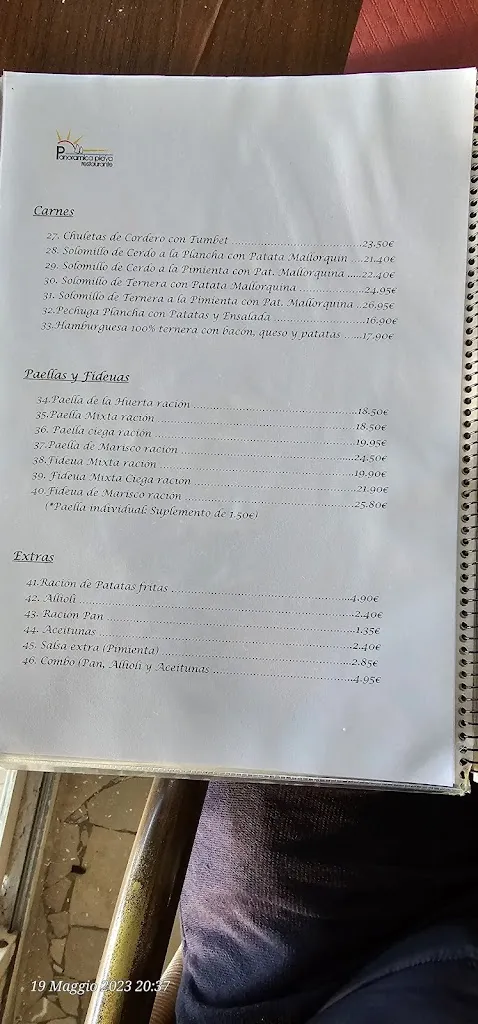 Panoramica playa
restaurante
Carnes
27. Chuletas de Cordero con Tumbet ..............................23.50€
28. Solomillo de Cerdo a la Plancha con Patata Mallorquin ....21.40€
29. Solomillo de Cerdo a la Pimienta con Pat. Mallorquina .....22.40€
30. Solomillo de Ternera con Patata Mallorquina ................24.95€
31. Solomillo de Ternera a la Pimienta con Pat. Mallorquina ..26.95€
32.Pechuga Plancha con Patatas y Ensalada .......................16.90€
33.Hamburguesa 100% ternera con bacon, queso y patatas ......17.90€
Paellas y Fideuas
34.Paella de la Huerta ración ........................................18.50€
35.Paella Mixta ración ................................................18.50€
36. Paella ciega ración ................................................19.95€
37.Paella de Marisco ración ..........................................24.50€
38.Fideua Mixta ración ................................................19.90€
39. Fideua Mixta Ciega ración .......................................21.90€
40.Fideua de Marisco ración .........................................25.80€
(*Paella individual: Suplemento de 1.50€)
Extras
41.Racion de Patatas fritas ...........................................4.90€
42. Allioli ..............................................................2.40€
43. Racion Pan ........................................................1.35€
44. Aceitunas .........................................................2.40€
45. Salsa extra (Pimienta) ...........................................2.85€
46. Combo (Pan, Allioli y Aceitunas ................................4.95€
19 Maggio 2023 20:37